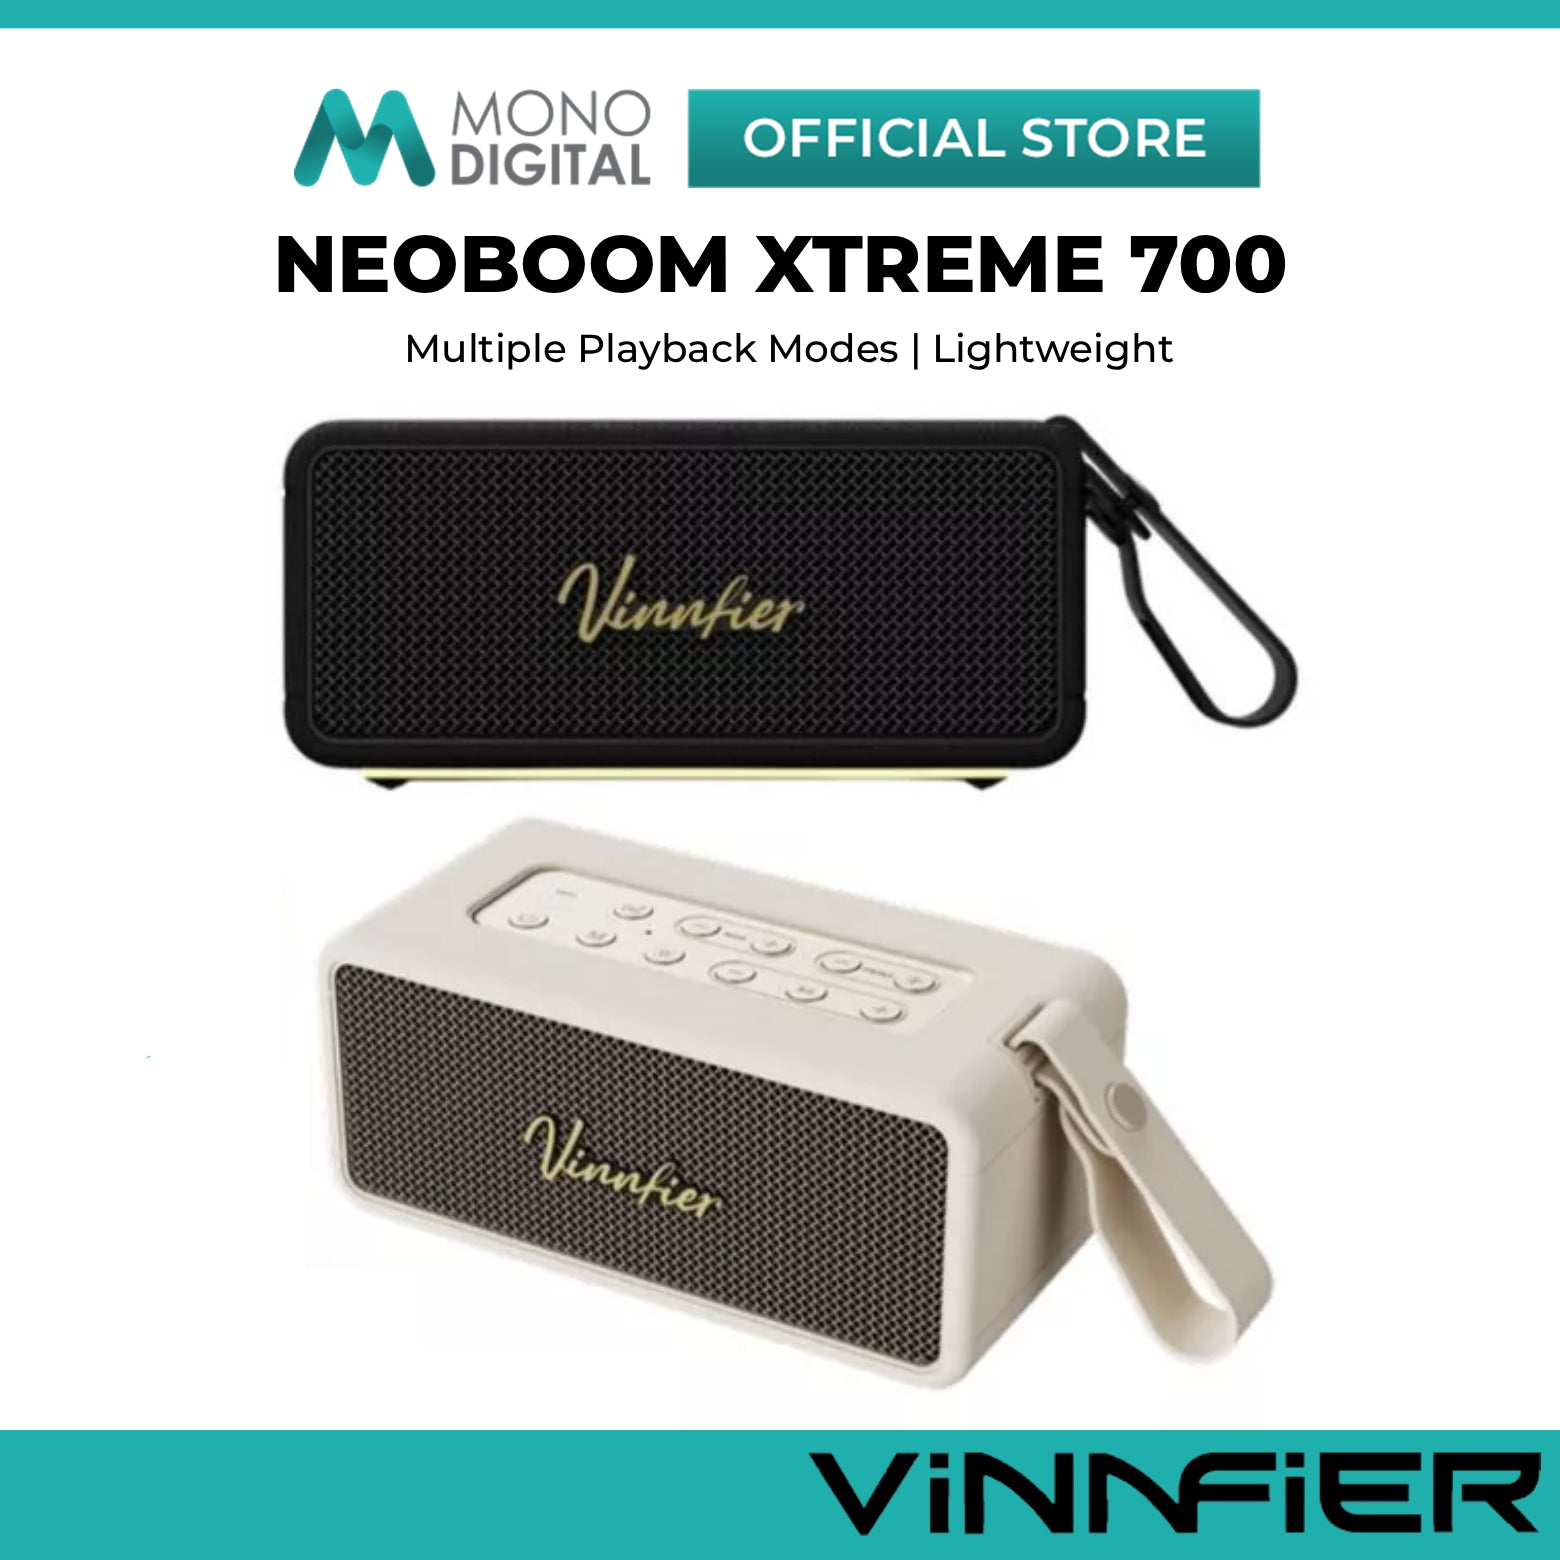 MONO
DIGITAL
OFFICIAL STORE
NEOBOOM XTREME 700
Multiple Playback Modes | Lightweight
Vinnfier
Vinnfier
ViNNFiER